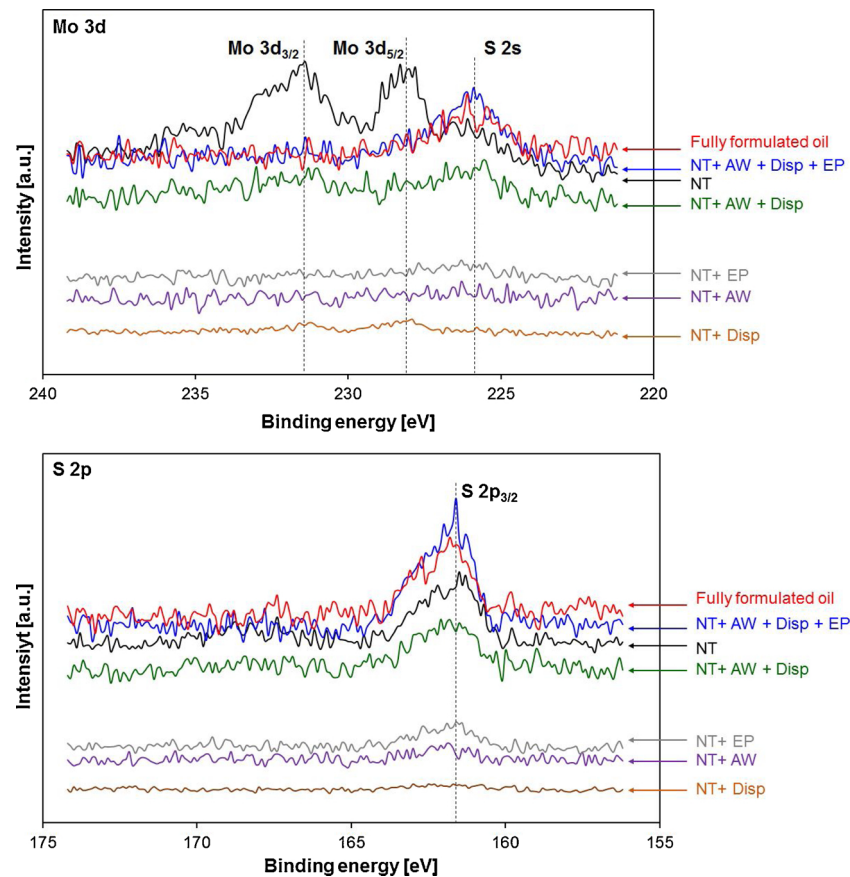 Mo 3d
Mo 3d3/2
Mo 3d5/2
S 2s
Intensity [a.u.]
Fully formulated oil
NT+ AW + Disp + EP
NT
NT+ AW + Disp
NT+ EP
NT+ AW
NT+ Disp
240
235
230
225
220
Binding energy [eV]
S 2p
S 2p3/2
Intensiyt [a.u.]
Fully formulated oil
NT+ AW + Disp + EP
NT
NT+ AW + Disp
NT+ EP
NT+ AW
NT+ Disp
175
170
165
160
155
Binding energy [eV]